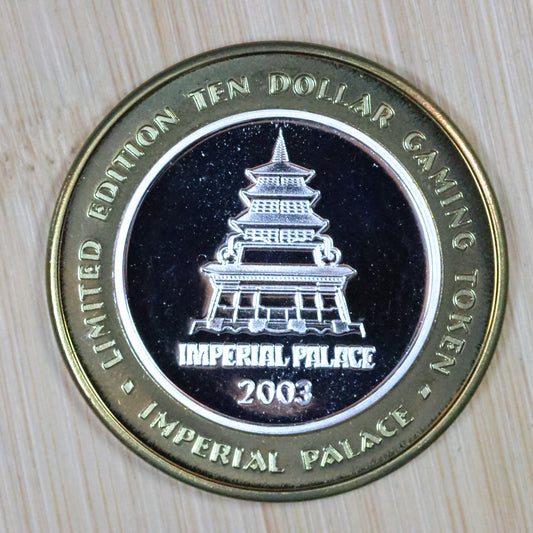 · LIMITED EDITION TEN DOLLAR GAMING TOKEN ·
IMPERIAL PALACE
2003
IMPERIAL PALACE